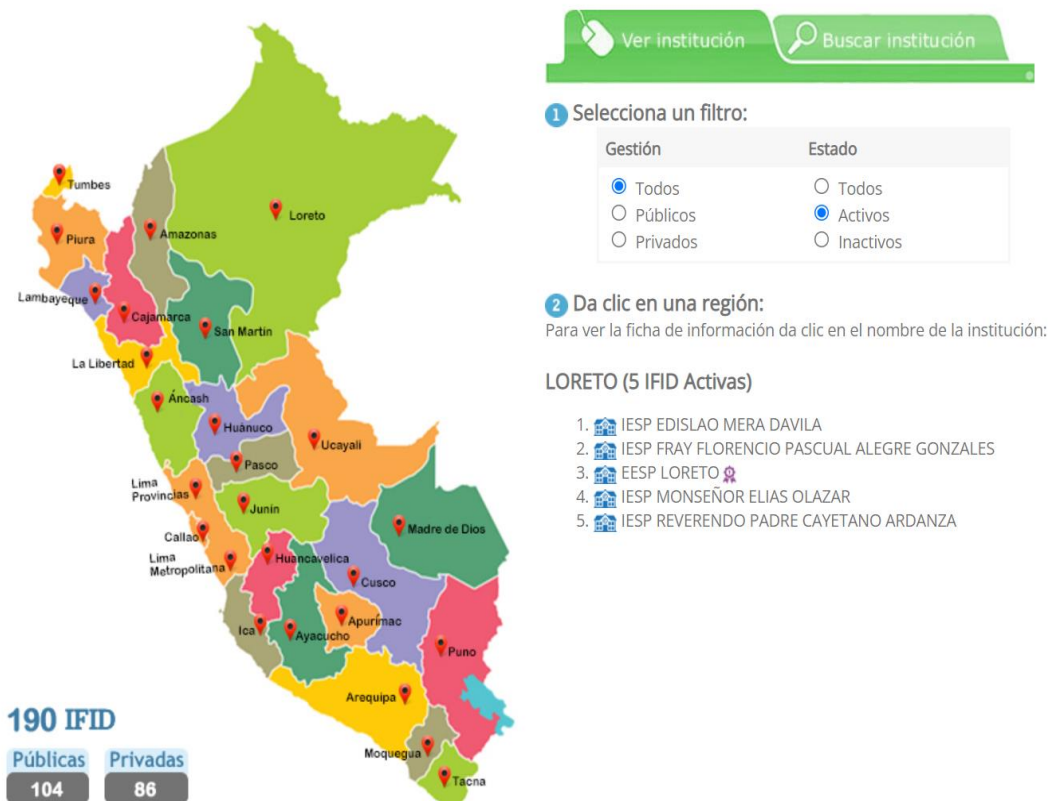 Ver institución
Buscar institución
1 Selecciona un filtro:
Gestión Estado
Todos Todos
Públicos Activos
Privados Inactivos
2 Da clic en una región:
Para ver la ficha de información da clic en el nombre de la institución:
LORETO (5 IFID Activas)
1. IESP EDISLAO MERA DAVILA
2. IESP FRAY FLORENCIO PASCUAL ALEGRE GONZALES
3. EESP LORETO
4. IESP MONSEÑOR ELIAS OLAZAR
5. IESP REVERENDO PADRE CAYETANO ARDANZA
Tumbes
Loreto
Piura
Amazonas
Lambayeque
Cajamarca
San Martín
La Libertad
Áncash
Huánuco
Ucayali
Pasco
Lima
Provincias
Junín
Madre de Dios
Callao
Lima
Metropolitana
Huancavelica
Cusco
Ica
Ayacucho
Apurímac
Puno
Arequipa
Moquegua
Tacna
190 IFID
Públicas Privadas
104 86